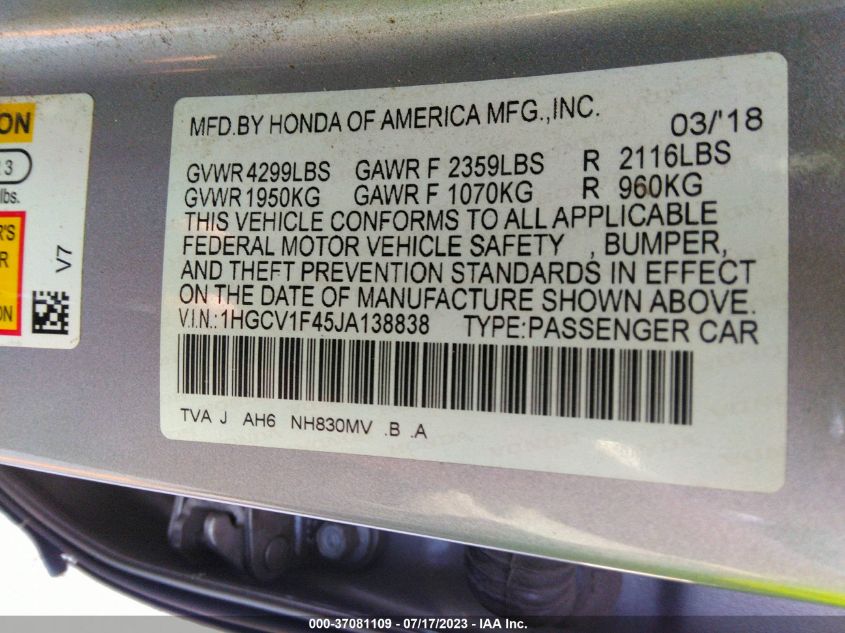 ON
3
lbs.
R'S
R
ON
V7
MFD.BY HONDA OF AMERICA MFG.,INC. 03/'18
GVWR 4299LBS GAWR F 2359LBS R 2116LBS
GVWR 1950KG GAWR F 1070KG R 960KG
THIS VEHICLE CONFORMS TO ALL APPLICABLE
FEDERAL MOTOR VEHICLE SAFETY , BUMPER,
AND THEFT PREVENTION STANDARDS IN EFFECT
ON THE DATE OF MANUFACTURE SHOWN ABOVE.
V.I.N.:1HGCV1F45JA138838 TYPE:PASSENGER CAR
TVA J AH6 NH830MV .B .A
000-37081109 - 07/17/2023 - IAA Inc.